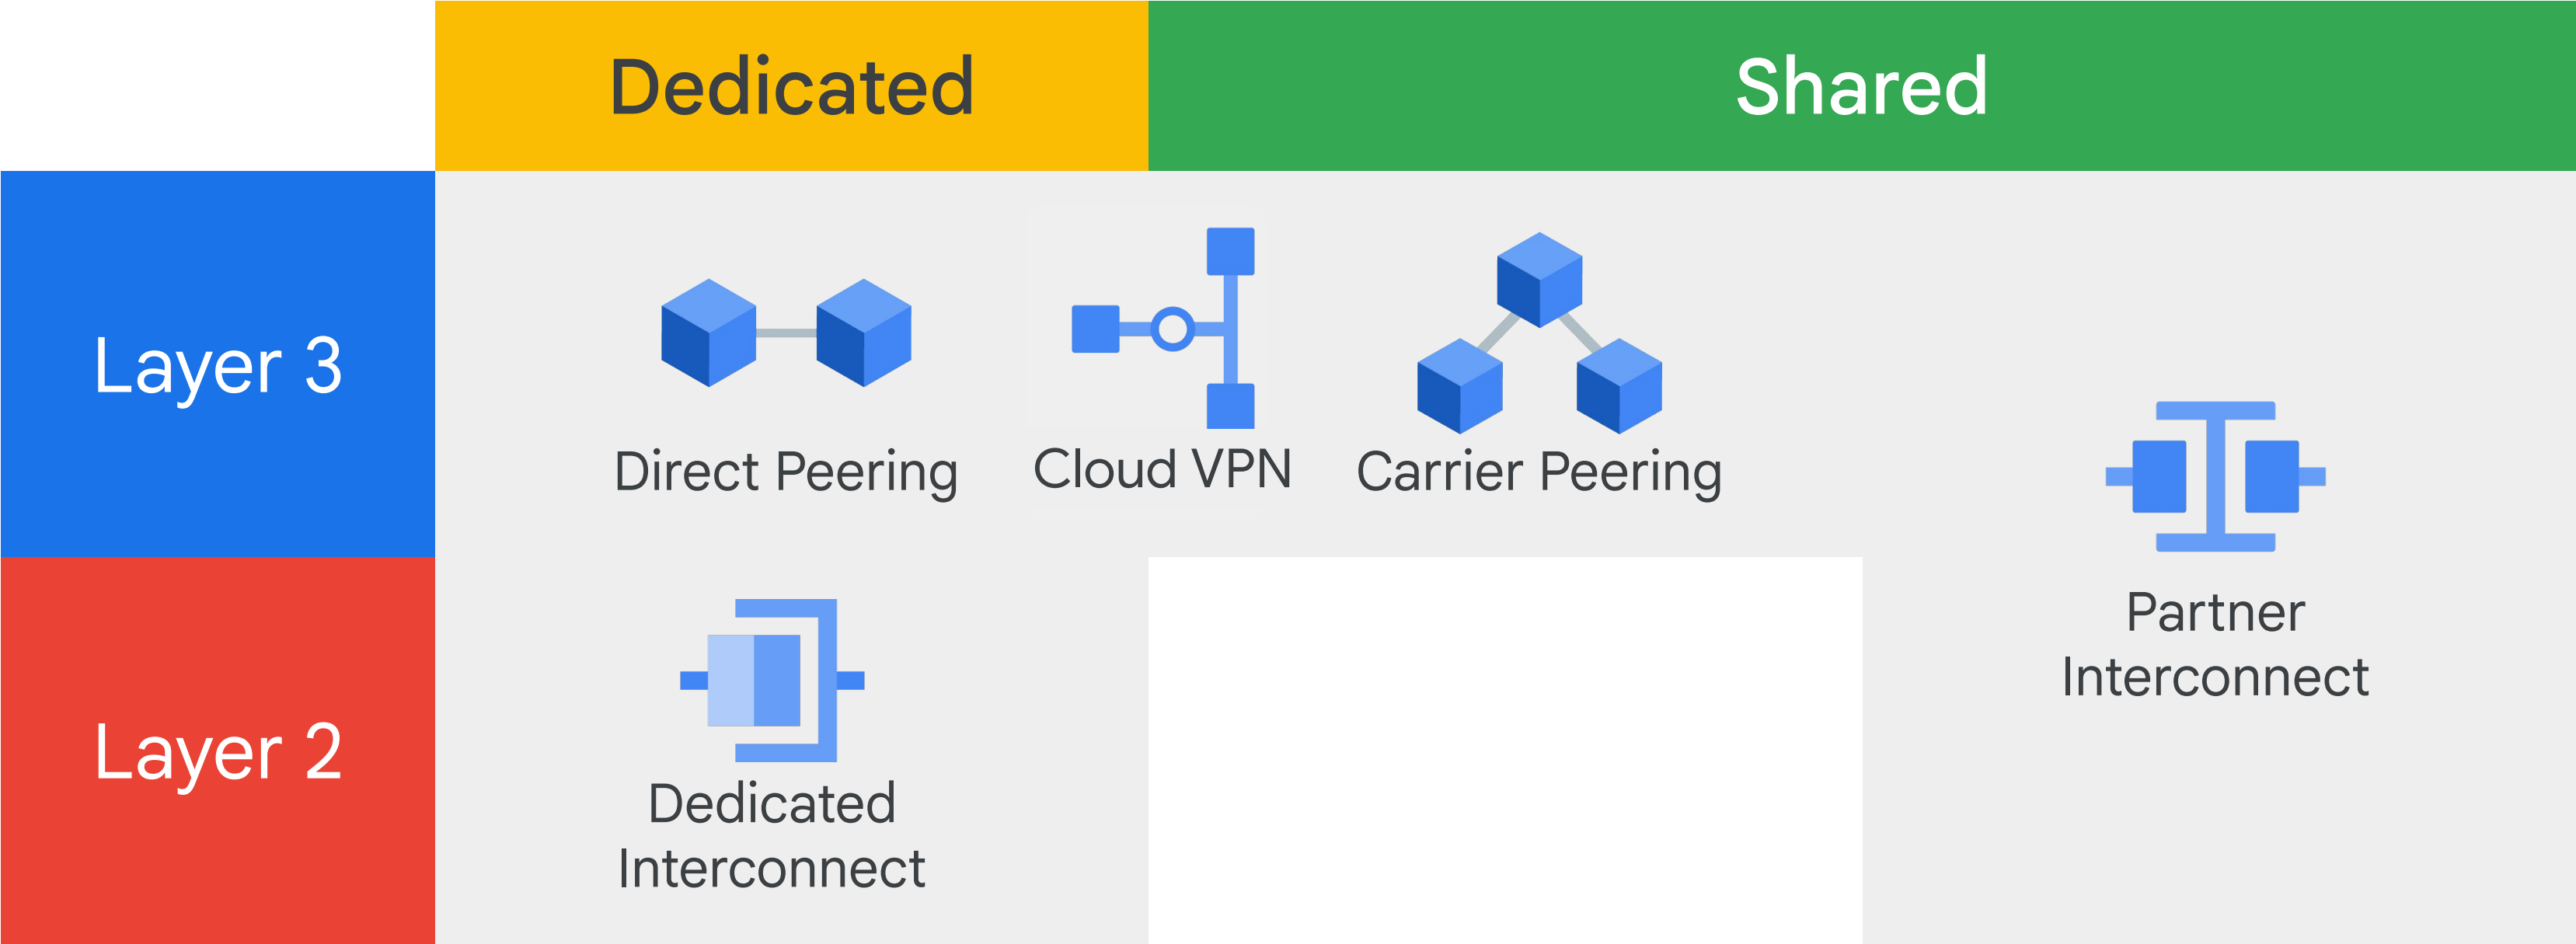 Dedicated
Shared
Layer 3
Direct Peering
Cloud VPN
Carrier Peering
Partner
Interconnect
Layer 2
Dedicated
Interconnect